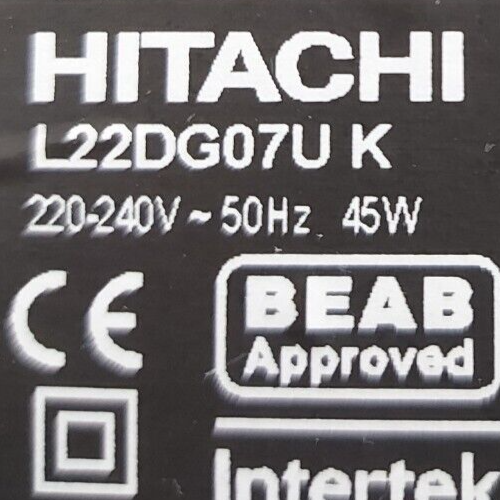 HITACHI
L22DG07U K
220-240V ~ 50Hz 45W
CE
BEAB
Approved
Intertek